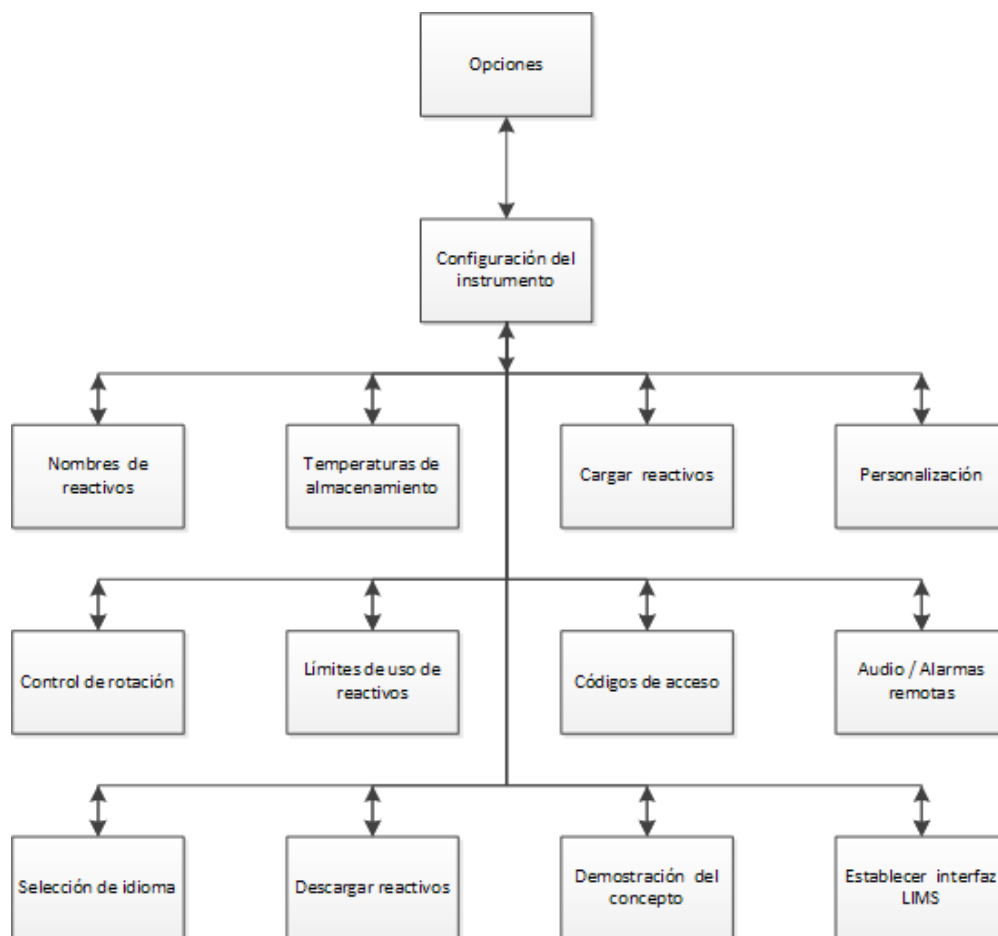 Opciones
Configuración del
instrumento
Nombres de
reactivos
Temperaturas de
almacenamiento
Cargar reactivos
Personalización
Control de rotación
Límites de uso de
reactivos
Códigos de acceso
Audio / Alarmas
remotas
Selección de idioma
Descargar reactivos
Demostración del
concepto
Establecer interfaz
LIMS